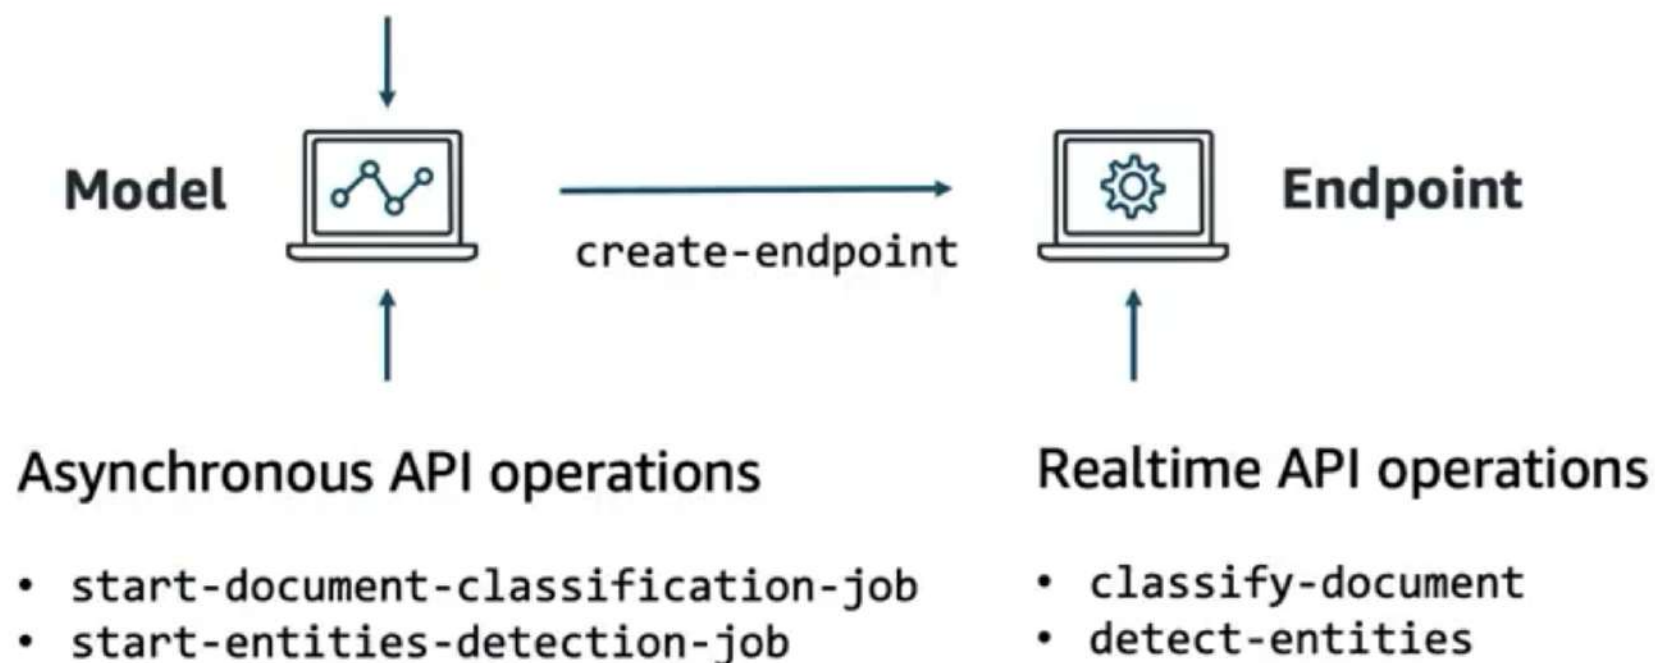 Model
create-endpoint
Endpoint
Asynchronous API operations
• start-document-classification-job
• start-entities-detection-job
Realtime API operations
• classify-document
• detect-entities